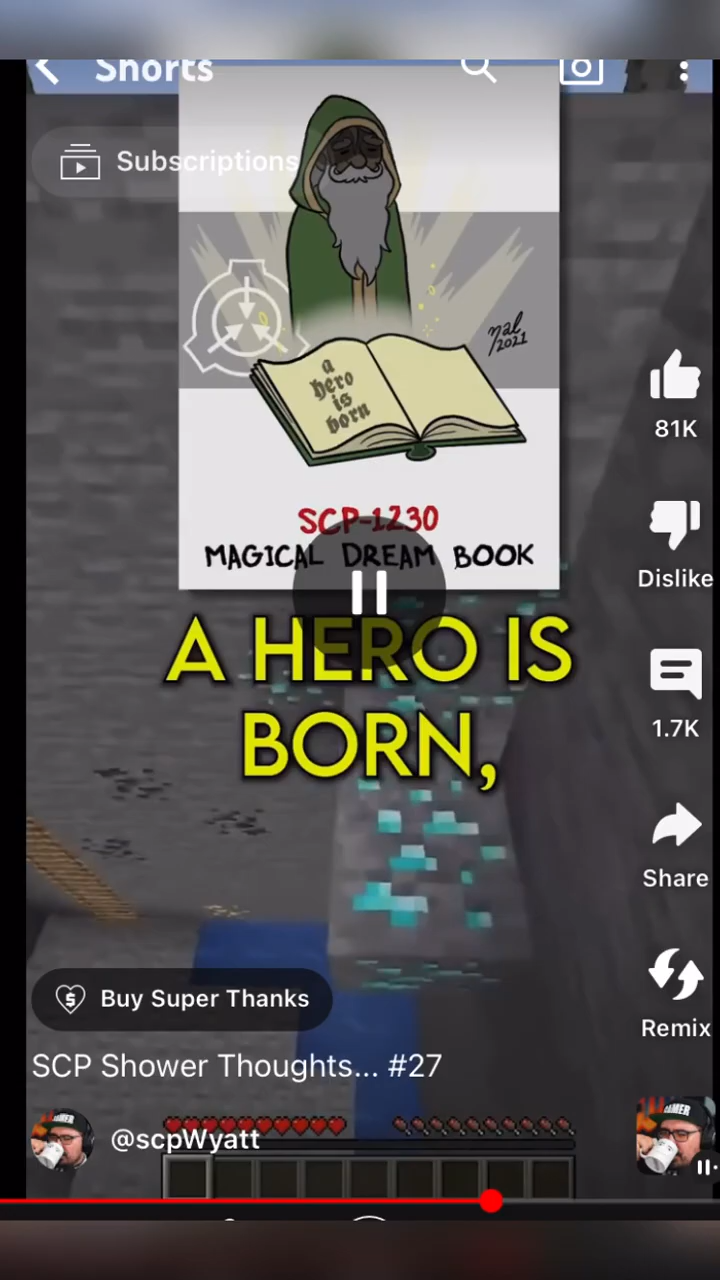 Shorts
Subscriptions
nal
/2021
a
hero
is
born
SCP-1230
MAGICAL DREAM BOOK
A HERO IS
BORN,
81K
Dislike
1.7K
Share
Remix
Buy Super Thanks
SCP Shower Thoughts... #27
@scpWyatt
GAMER